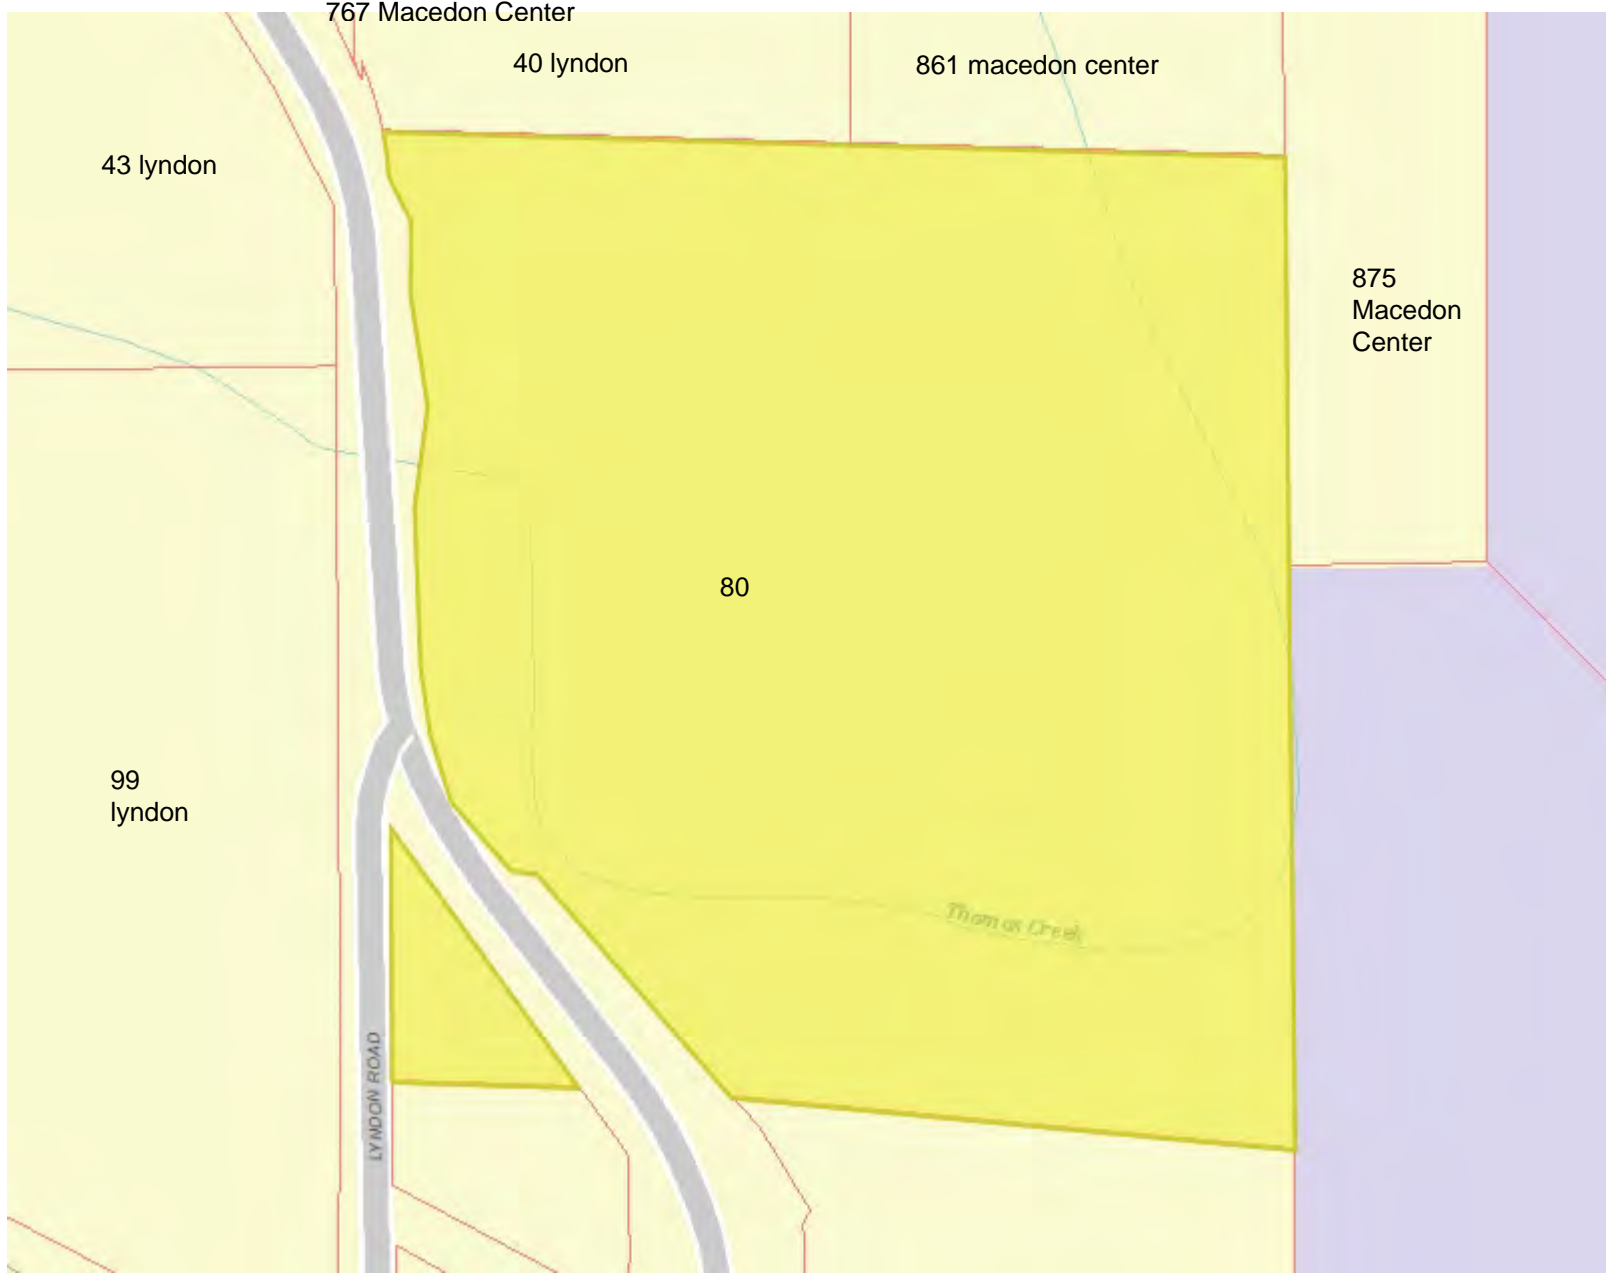 767 Macedon Center
40 lyndon
861 macedon center
43 lyndon
875
Macedon
Center
80
99
lyndon
Thomas Creek
LYNDON ROAD